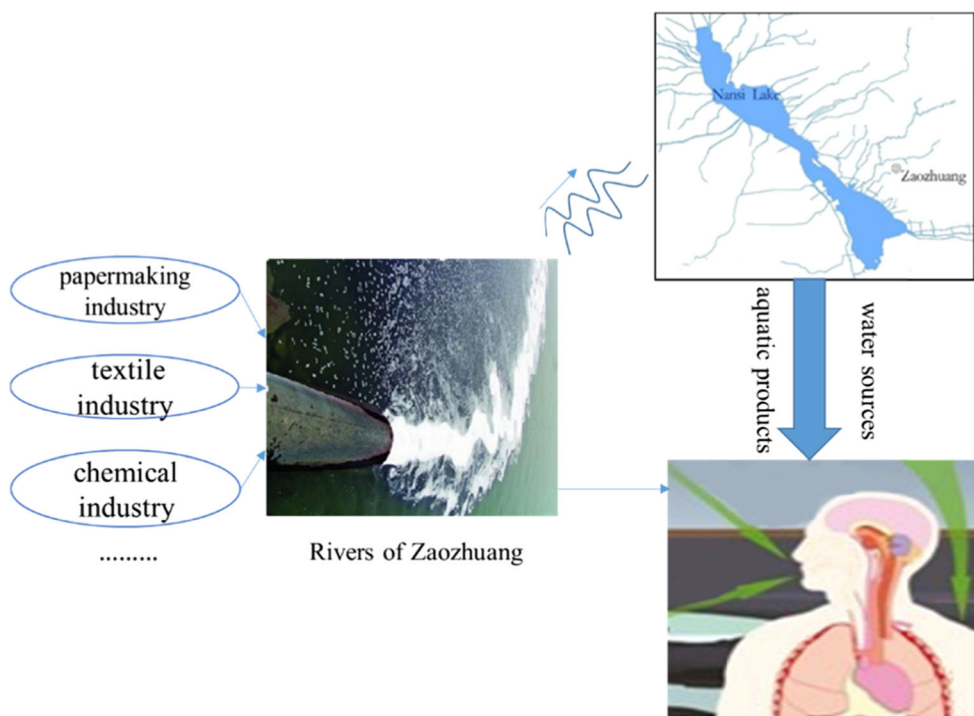 Nansi Lake
Zaozhuang
papermaking
industry
textile
industry
chemical
industry
.........
Rivers of Zaozhuang
aquatic products
water sources